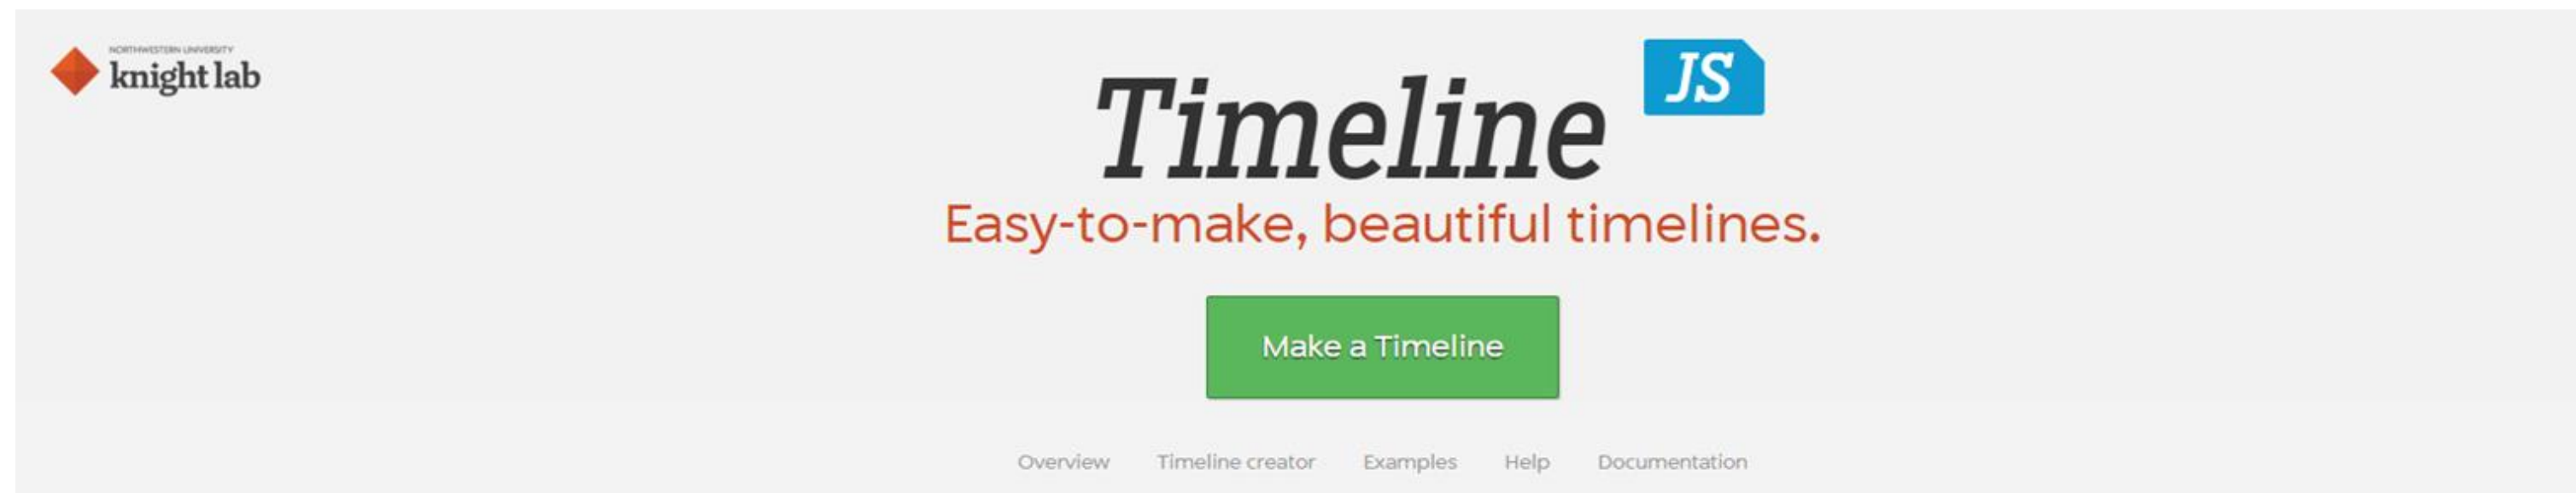 NORTHWESTERN UNIVERSITY
knight lab
Timeline JS
Easy-to-make, beautiful timelines.
Make a Timeline
Overview Timeline creator Examples Help Documentation